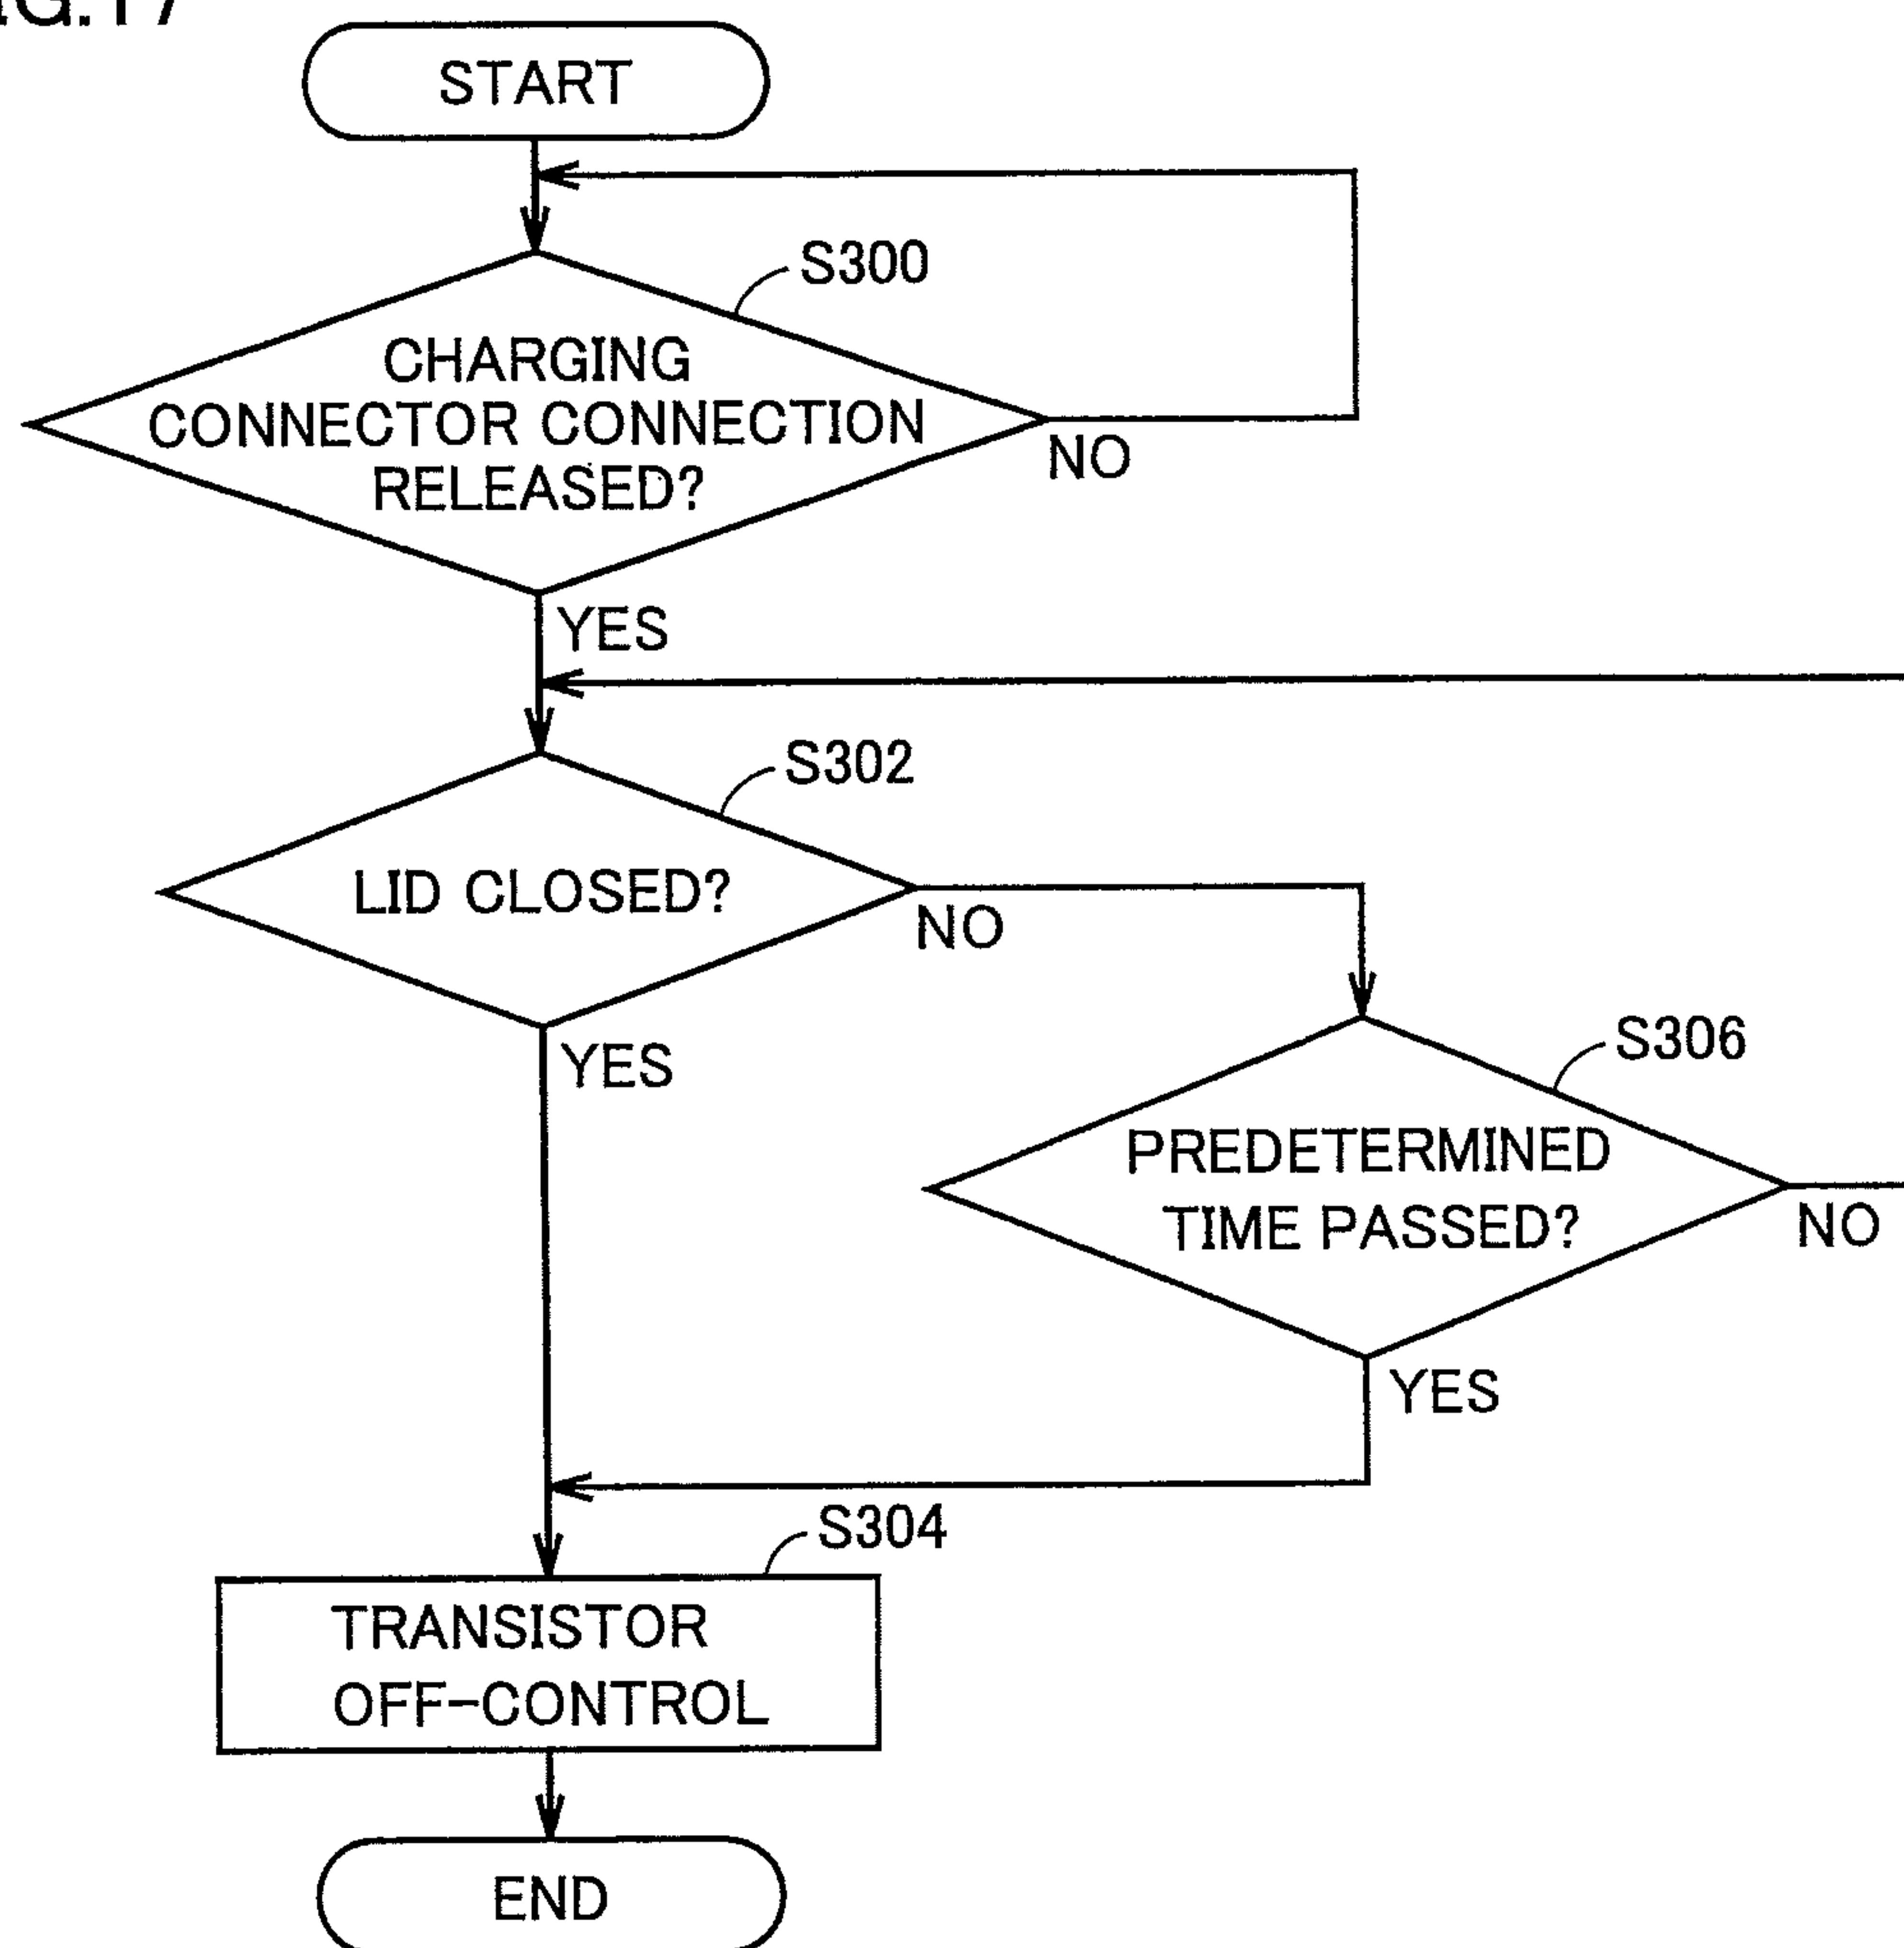 START
S300
CHARGING
CONNECTOR CONNECTION
RELEASED?
NO
YES
S302
LID CLOSED?
NO
YES
S306
PREDETERMINED
TIME PASSED?
NO
YES
S304
TRANSISTOR
OFF-CONTROL
END